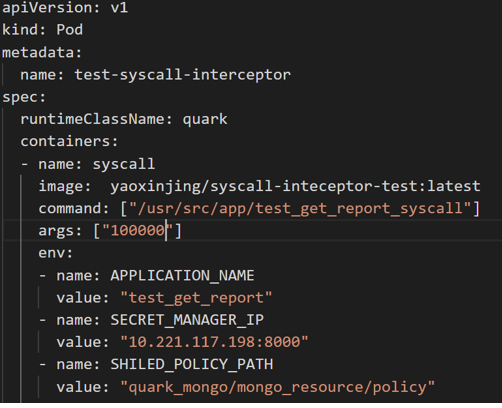 apiVersion: v1
kind: Pod
metadata:
  name: test-syscall-interceptor
spec:
  runtimeClassName: quark
  containers:
  - name: syscall
    image:  yaoxinjing/syscall-inteceptor-test:latest
    command: ["/usr/src/app/test_get_report_syscall"]
    args: ["100000"]
    env:
    - name: APPLICATION_NAME
      value: "test_get_report"
    - name: SECRET_MANAGER_IP
      value: "10.221.117.198:8000"
    - name: SHILED_POLICY_PATH
      value: "quark_mongo/mongo_resource/policy"